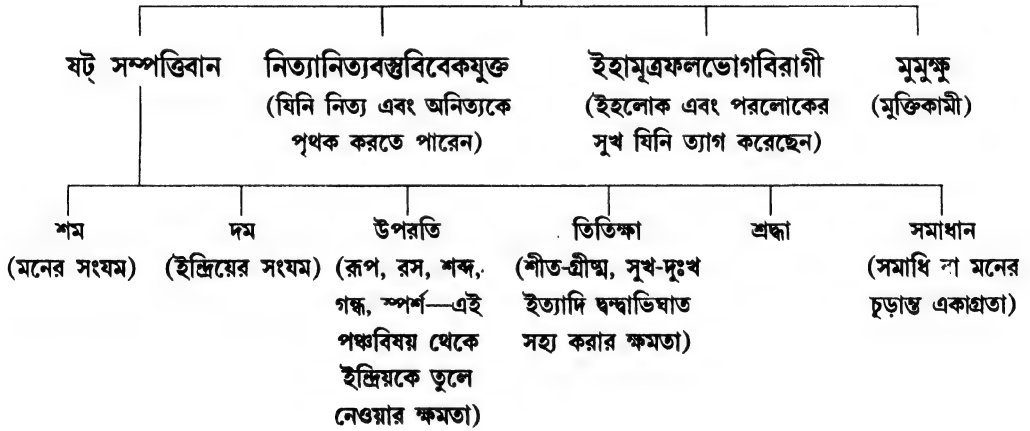 ষট্ সম্পত্তিবান নিত্যানিত্যবস্তুবিবেকযুক্ত ইহামূত্রফলভোগবিরাগী মুমুক্ষু
(যিনি নিত্য এবং অনিত্যকে (ইহলোক এবং পরলোকের (মুক্তিকামী)
পৃথক করতে পারেন) সুখ যিনি ত্যাগ করেছেন)
শম দম উপরতি তিতিক্ষা শ্রদ্ধা সমাধান
(মনের সংযম) (ইন্দ্রিয়ের সংযম) (রূপ, রস, শব্দ, (শীত-গ্রীষ্ম, সুখ-দুঃখ (সমাধি বা মনের
গন্ধ, স্পর্শ—এই ইত্যাদি দ্বন্দ্বাভিঘাত চূড়ান্ত একাগ্রতা)
পঞ্চবিষয় থেকে সহ্য করার ক্ষমতা)
ইন্দ্রিয়কে তুলে
নেওয়ার ক্ষমতা)